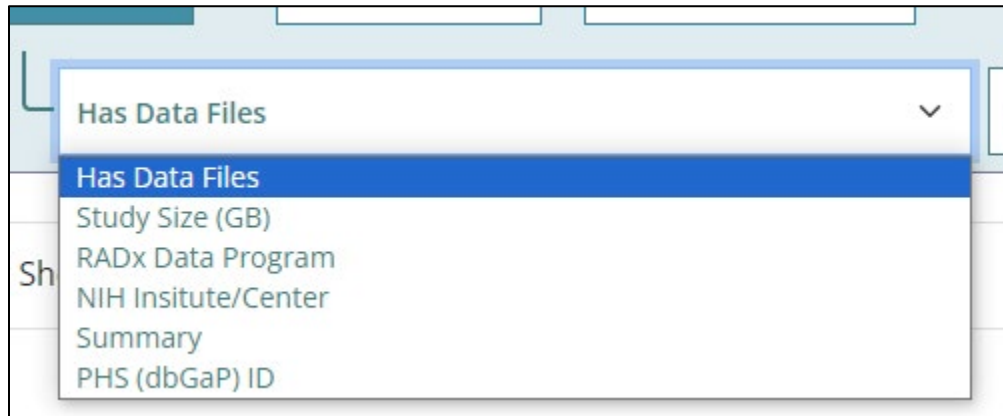 Has Data Files
Has Data Files
Study Size (GB)
RADx Data Program
Sh
NIH Insitute/Center
Summary
PHS (dbGaP) ID